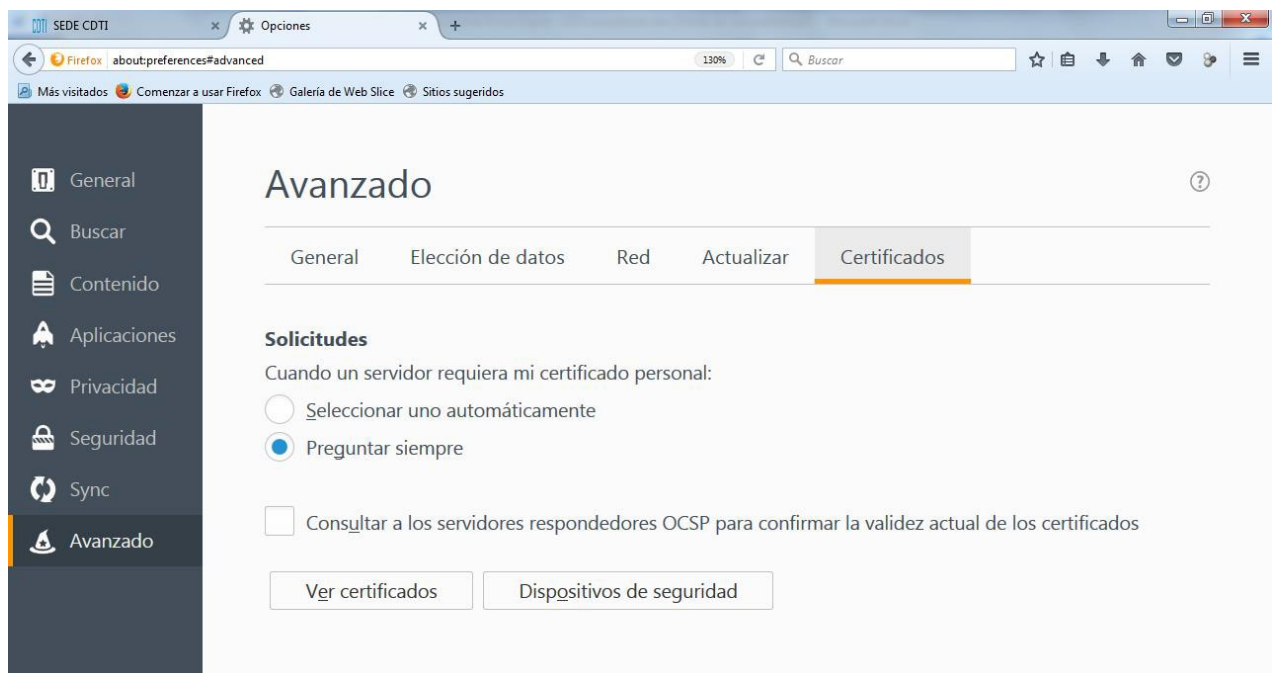 CDTI SEDE CDTI
Opciones
Firefox about:preferences#advanced 130% Buscar
Más visitados Comenzar a usar Firefox Galería de Web Slice Sitios sugeridos
General
Buscar
Contenido
Aplicaciones
Privacidad
Seguridad
Sync
Avanzado
Avanzado
General Elección de datos Red Actualizar Certificados
Solicitudes
Cuando un servidor requiera mi certificado personal:
Seleccionar uno automáticamente
Preguntar siempre
Consultar a los servidores respondedores OCSP para confirmar la validez actual de los certificados
Ver certificados Dispositivos de seguridad